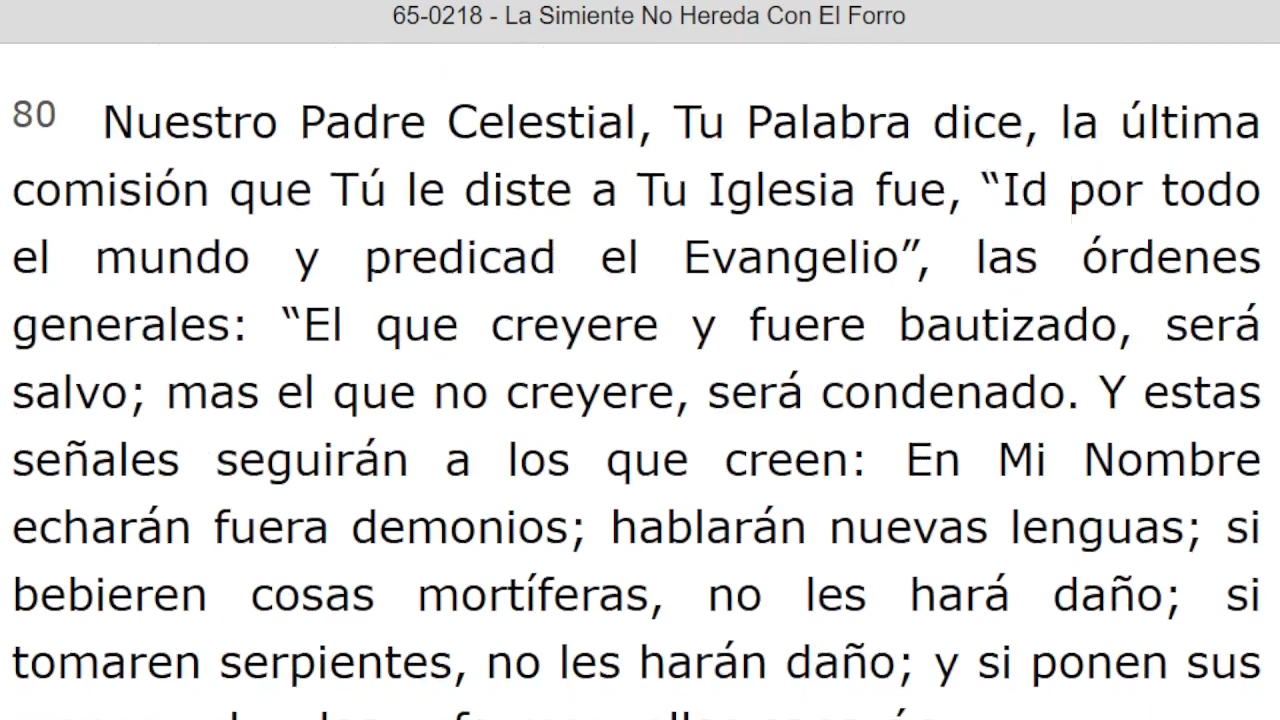 65-0218 - La Simiente No Hereda Con El Forro
80 Nuestro Padre Celestial, Tu Palabra dice, la última
comisión que Tú le diste a Tu Iglesia fue, “Id por todo
el mundo y predicad el Evangelio”, las órdenes
generales: “El que creyere y fuere bautizado, será
salvo; mas el que no creyere, será condenado. Y estas
señales seguirán a los que creen: En Mi Nombre
echarán fuera demonios; hablarán nuevas lenguas; si
bebieren cosas mortíferas, no les hará daño; si
tomaren serpientes, no les harán daño; y si ponen sus